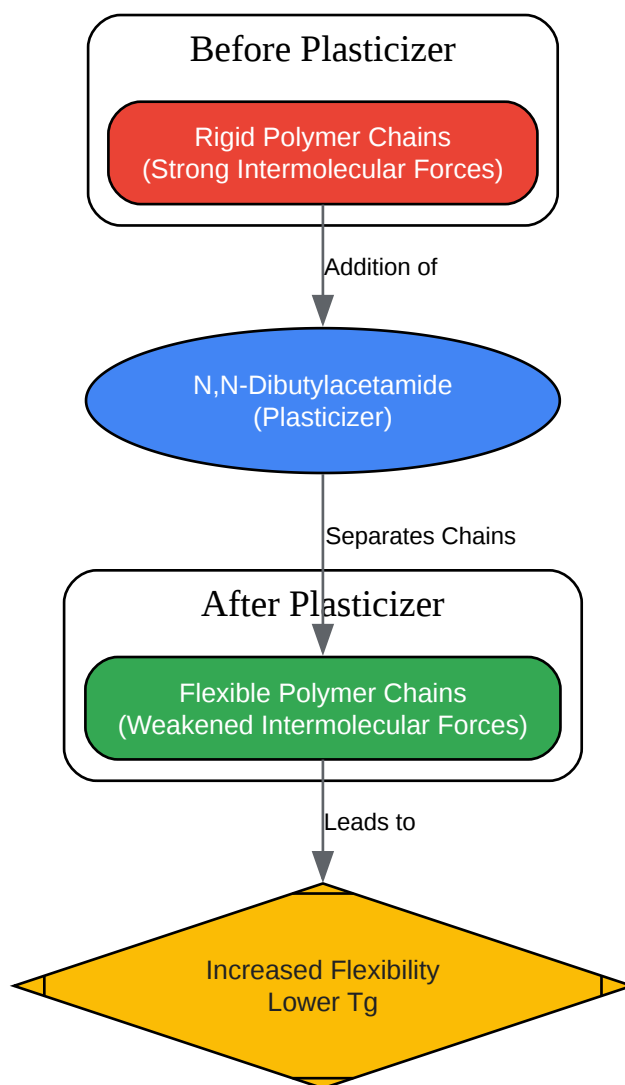 Before Plasticizer
Rigid Polymer Chains
(Strong Intermolecular Forces)
Addition of
N,N-Dibutylacetamide
(Plasticizer)
Separates Chains
After Plasticizer
Flexible Polymer Chains
(Weakened Intermolecular Forces)
Leads to
Increased Flexibility
Lower Tg